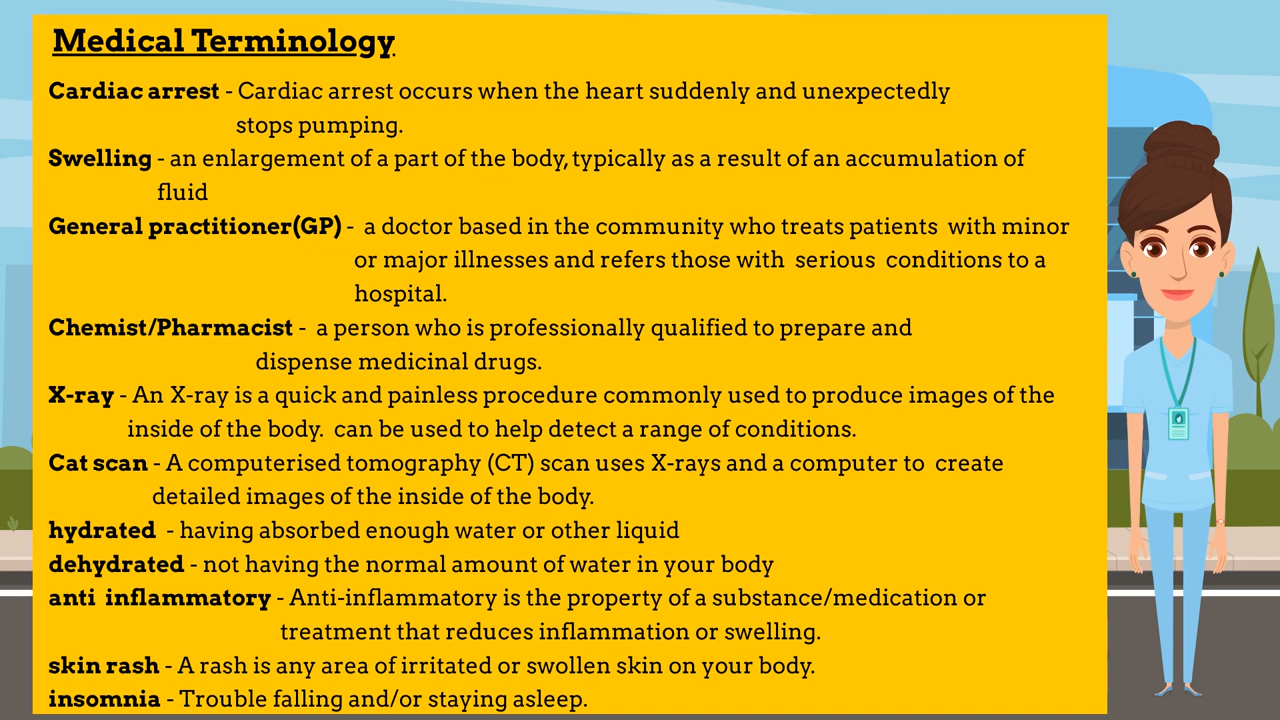 Medical Terminology
Cardiac arrest - Cardiac arrest occurs when the heart suddenly and unexpectedly
stops pumping.
Swelling - an enlargement of a part of the body, typically as a result of an accumulation of
fluid
General practitioner(GP) - a doctor based in the community who treats patients with minor
or major illnesses and refers those with serious conditions to a
hospital.
Chemist/Pharmacist - a person who is professionally qualified to prepare and
dispense medicinal drugs.
X-ray - An X-ray is a quick and painless procedure commonly used to produce images of the
inside of the body. can be used to help detect a range of conditions.
Cat scan - A computerised tomography (CT) scan uses X-rays and a computer to create
detailed images of the inside of the body.
hydrated - having absorbed enough water or other liquid
dehydrated - not having the normal amount of water in your body
anti inflammatory - Anti-inflammatory is the property of a substance/medication or
treatment that reduces inflammation or swelling.
skin rash - A rash is any area of irritated or swollen skin on your body.
insomnia - Trouble falling and/or staying asleep.